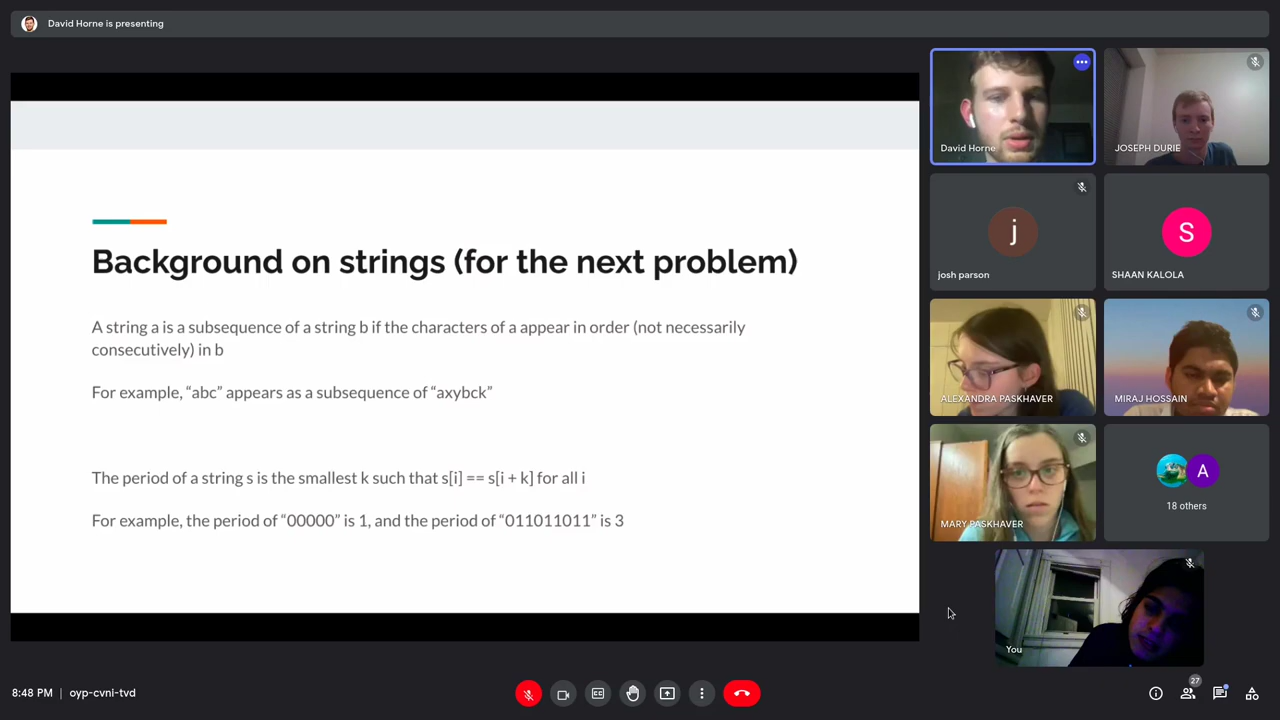 David Horne is presenting
Background on strings (for the next problem)
A string a is a subsequence of a string b if the characters of a appear in order (not necessarily
consecutively) in b
For example, “abc” appears as a subsequence of “axybck”
The period of a string s is the smallest k such that s[i] == s[i + k] for all i
For example, the period of “00000” is 1, and the period of “011011011” is 3
David Horne
JOSEPH DURIE
j
josh parson
S
SHAAN KALOLA
ALEXANDRA PASKHAVER
MIRAJ HOSSAIN
MARY PASKHAVER
A
18 others
You
8:48 PM | oyp-cvni-tvd
CC
27